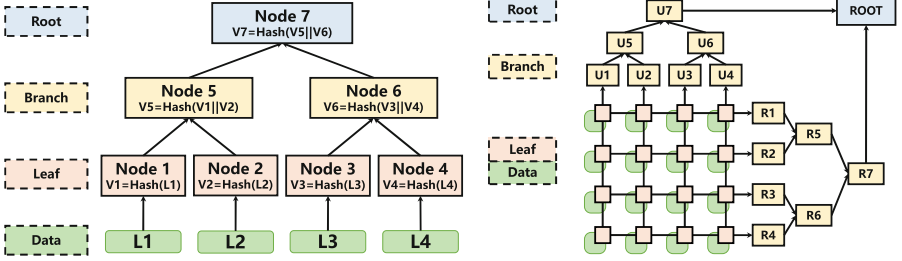 Root
Node 7
V7=Hash(V5||V6)
Branch
Node 5
V5=Hash(V1||V2)
Node 6
V6=Hash(V3||V4)
Leaf
Node 1
V1=Hash(L1)
Node 2
V2=Hash(L2)
Node 3
V3=Hash(L3)
Node 4
V4=Hash(L4)
Data
L1
L2
L3
L4
Root
U7
ROOT
Branch
U5
U6
U1
U2
U3
U4
Leaf
Data
R1
R2
R3
R4
R5
R6
R7